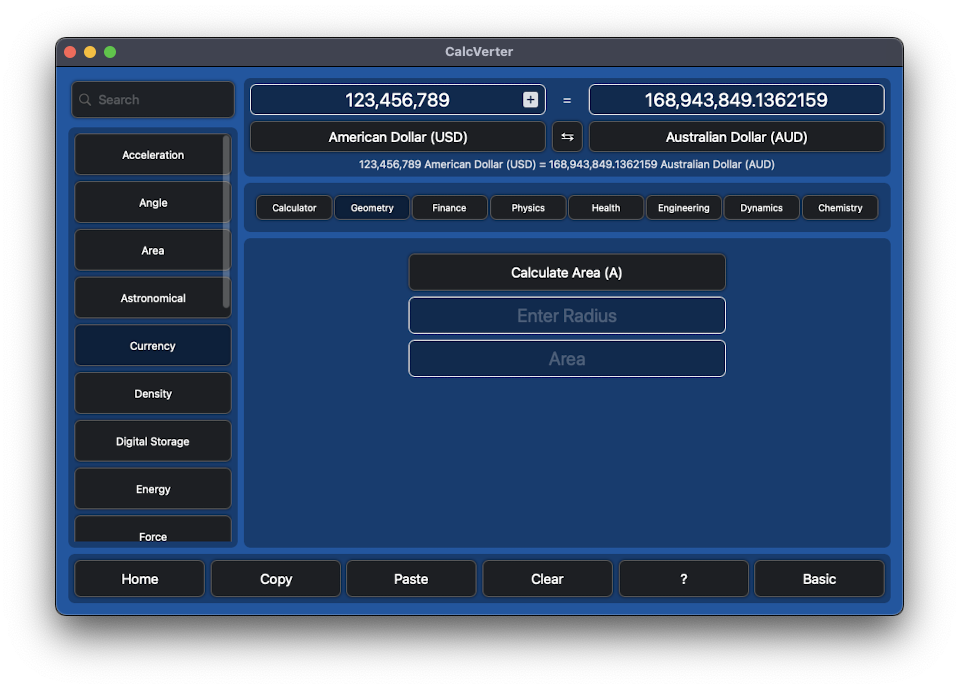 CalcVerter
Search
Acceleration
Angle
Area
Astronomical
Currency
Density
Digital Storage
Energy
Force
123,456,789 + = 168,943,849.1362159
American Dollar (USD) ⇆ Australian Dollar (AUD)
123,456,789 American Dollar (USD) = 168,943,849.1362159 Australian Dollar (AUD)
Calculator Geometry Finance Physics Health Engineering Dynamics Chemistry
Calculate Area (A)
Enter Radius
Area
Home Copy Paste Clear ? Basic